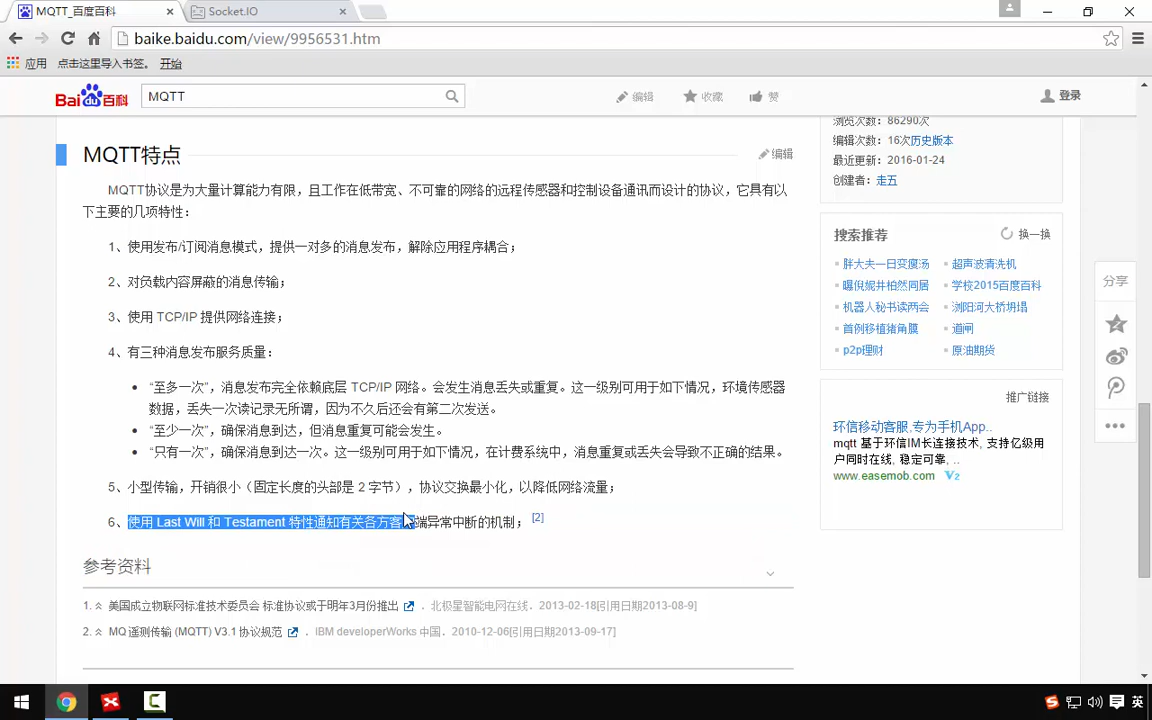 MQTT_百度百科
Socket.IO
baike.baidu.com/view/9956531.htm
应用 点击这里导入书签。 开始
Bai du 百科
MQTT
编辑 收藏 赞 登录
浏览次数：86290次
编辑次数：16次历史版本
最近更新：2016-01-24
创建者：走五
MQTT特点
编辑
MQTT协议是为大量计算能力有限，且工作在低带宽、不可靠的网络的远程传感器和控制设备通讯而设计的协议，它具有以
下主要的几项特性：
1、使用发布/订阅消息模式，提供一对多的消息发布，解除应用程序耦合；
2、对负载内容屏蔽的消息传输；
3、使用 TCP/IP 提供网络连接；
4、有三种消息发布服务质量：
“至多一次”，消息发布完全依赖底层 TCP/IP 网络。会发生消息丢失或重复。这一级别可用于如下情况，环境传感器
数据，丢失一次读记录无所谓，因为不久后还会有第二次发送。
“至少一次”，确保消息到达，但消息重复可能会发生。
“只有一次”，确保消息到达一次。这一级别可用于如下情况，在计费系统中，消息重复或丢失会导致不正确的结果。
5、小型传输，开销很小（固定长度的头部是 2 字节），协议交换最小化，以降低网络流量；
6、使用 Last Will 和 Testament 特性通知有关各方客户端异常中断的机制； [2]
参考资料
1. 美国成立物联网标准技术委员会 标准协议或于明年3月份推出 ．北极星智能电网在线．2013-02-18[引用日期2013-08-9]
2. MQ 遥测传输 (MQTT) V3.1 协议规范 ．IBM developerWorks 中国．2010-12-06[引用日期2013-09-17]
搜索推荐
换一换
胖大夫一日变瘦汤 超声波清洗机
曝倪妮井柏然同居 学校2015百度百科
机器人秘书读两会 浏阳河大桥坍塌
首例移植猪角膜 道闸
p2p理财 原油期货
推广链接
环信移动客服,专为手机App..
mqtt 基于环信IM长连接技术, 支持亿级用
户同时在线, 稳定可靠, ..
www.easemob.com V2
分享
英